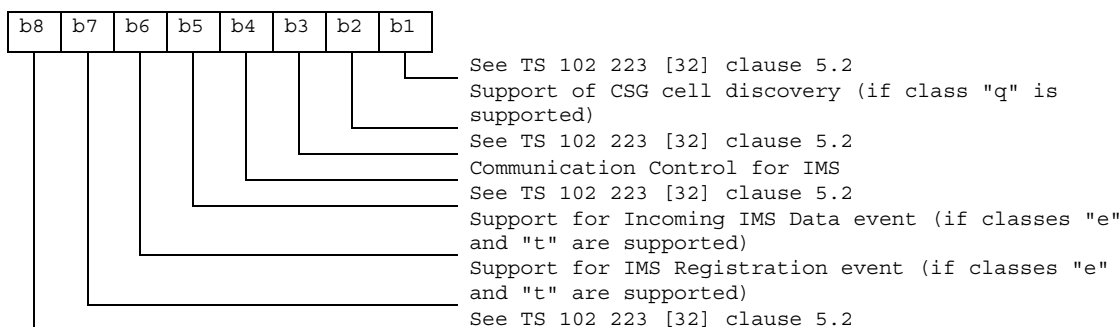 b8 b7 b6 b5 b4 b3 b2 b1
See TS 102 223 [32] clause 5.2
Support of CSG cell discovery (if class "q" is
supported)
See TS 102 223 [32] clause 5.2
Communication Control for IMS
See TS 102 223 [32] clause 5.2
Support for Incoming IMS Data event (if classes "e"
and "t" are supported)
Support for IMS Registration event (if classes "e"
and "t" are supported)
See TS 102 223 [32] clause 5.2